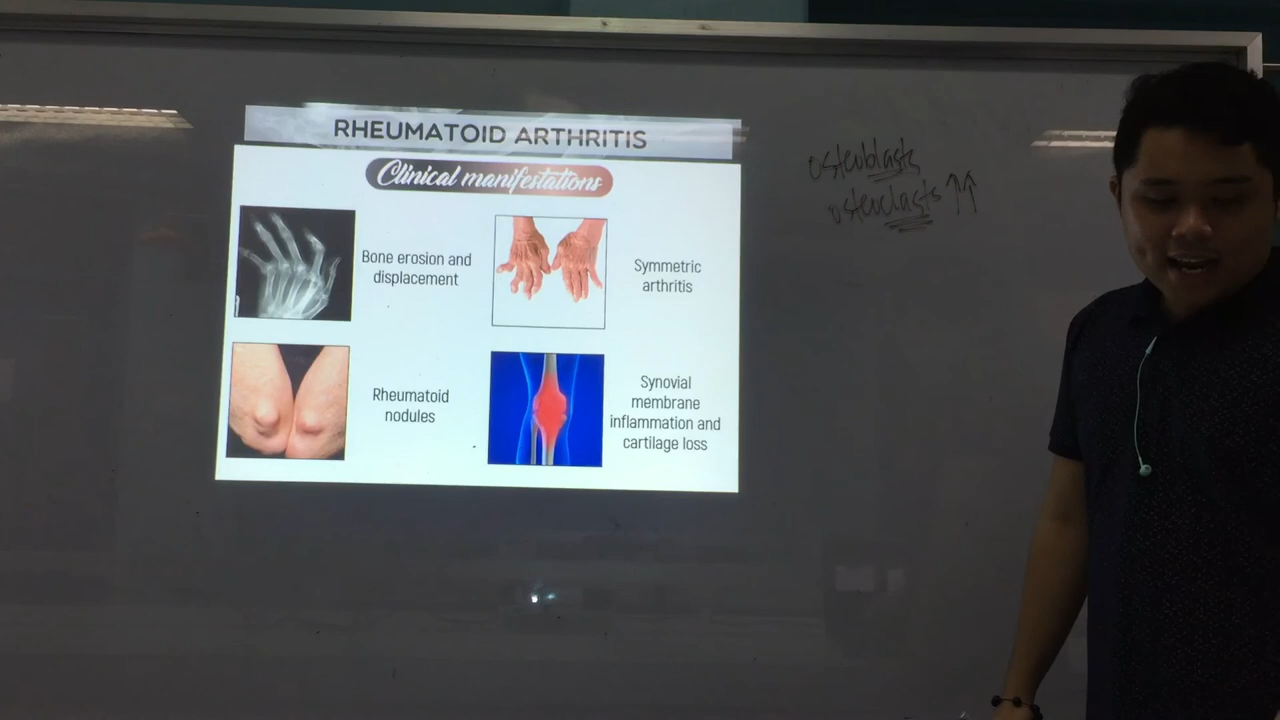 RHEUMATOID ARTHRITIS
Clinical manifestations
Bone erosion and
displacement
Symmetric
arthritis
Rheumatoid
nodules
Synovial
membrane
inflammation and
cartilage loss
osteoblasts
osteoclasts ↑↑